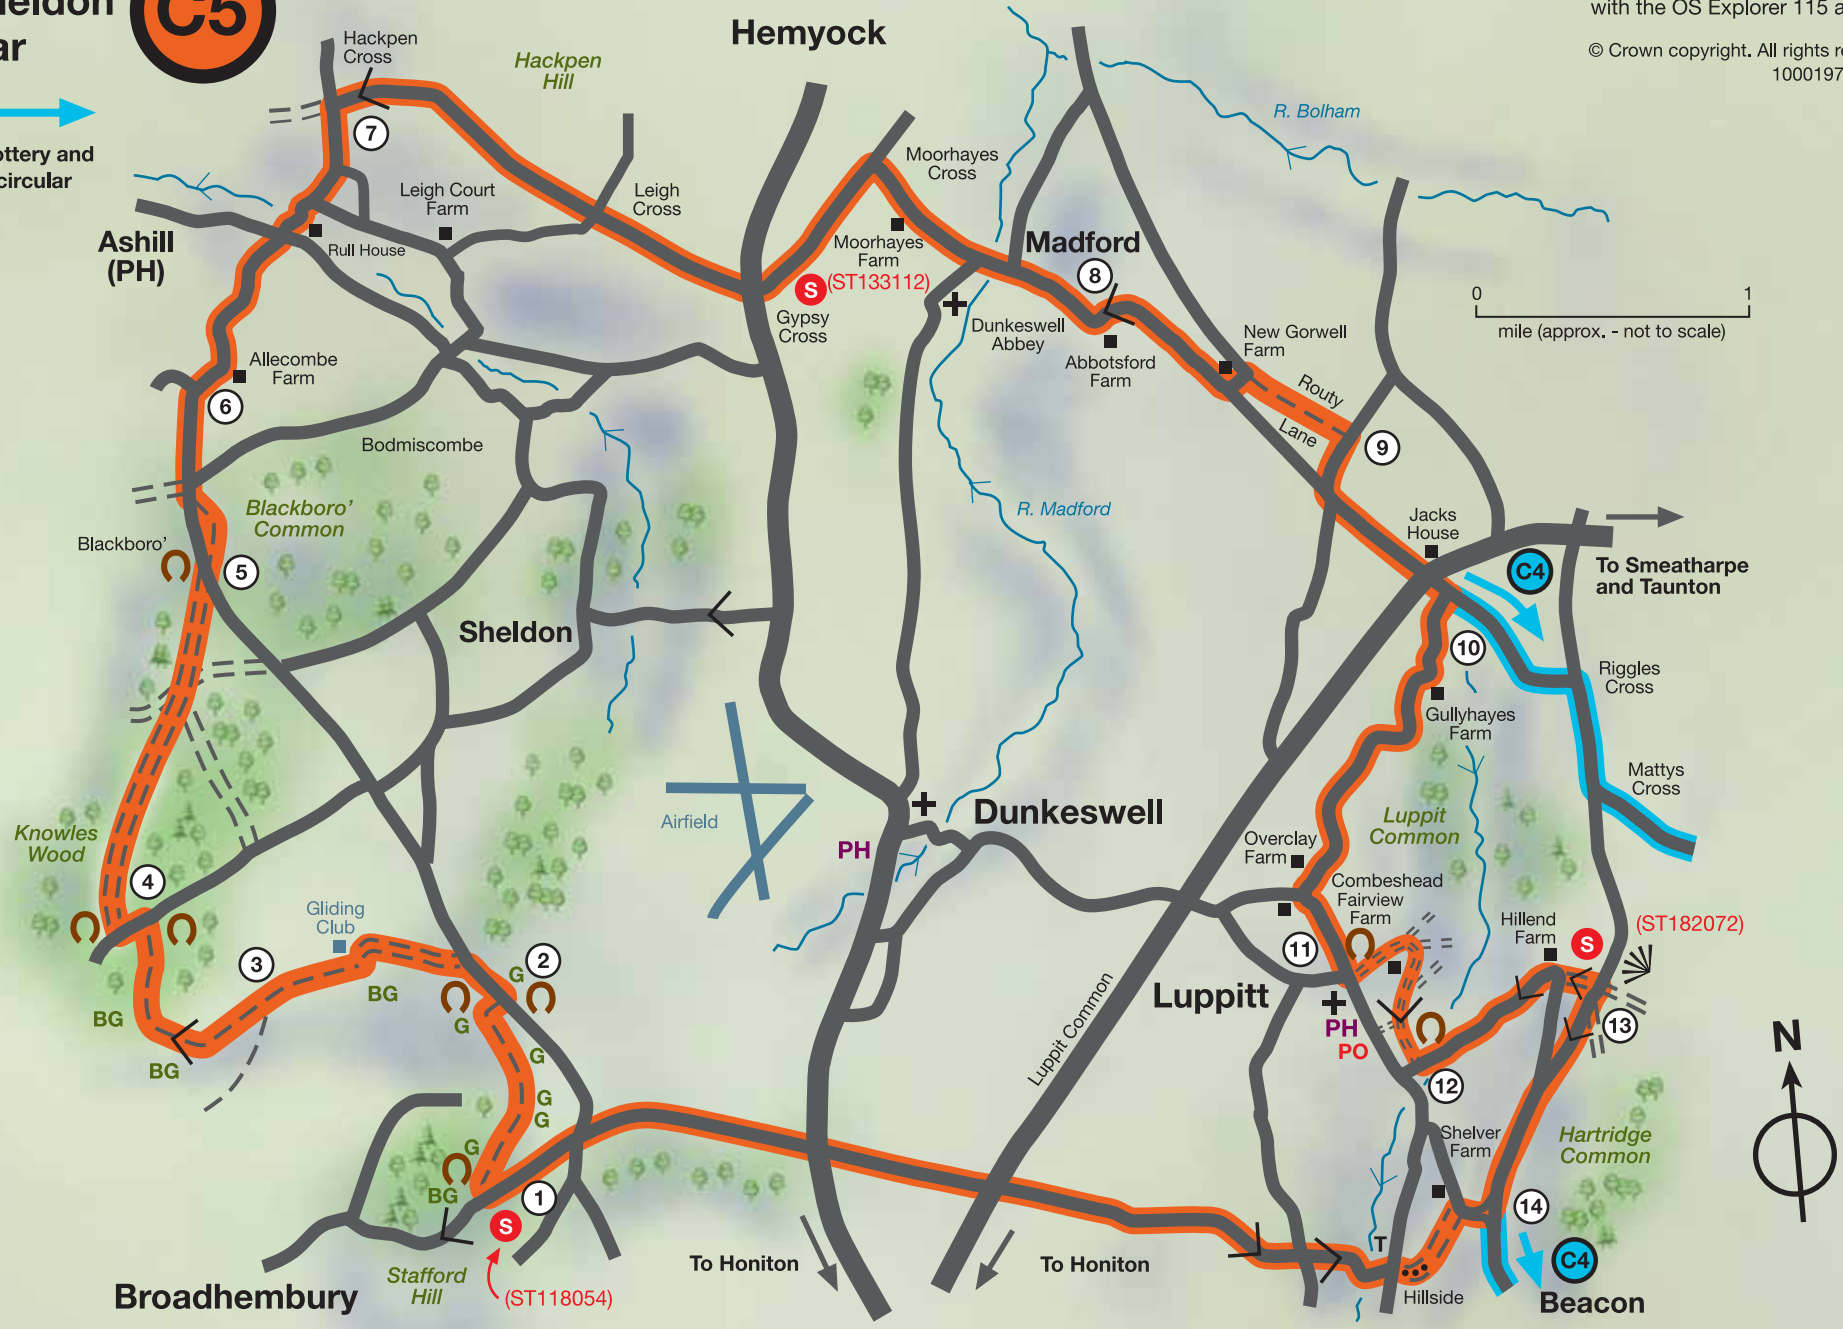 C5
ar
with the OS Explorer 115 a
© Crown copyright. All rights re
1000197
ottery and
circular
Hackpen
Cross
Hackpen
Hill
Hemyock
R. Bolham
7
Moorhayes
Cross
Leigh Court
Farm
Leigh
Cross
Ashill
(PH)
Rull House
Moorhayes
Farm
Madford
8
S
(ST133112)
Gypsy
Cross
Dunkeswell
Abbey
Abbotsford
Farm
New Gorwell
Farm
0
1
mile (approx. - not to scale)
Allecombe
Farm
6
Routy
Lane
9
Bodmiscombe
Blackboro'
Common
R. Madford
Jacks
House
Blackboro'
5
C4
To Smeatharpe
and Taunton
Sheldon
10
Riggles
Cross
Gullyhayes
Farm
Mattys
Cross
Airfield
Dunkeswell
Knowles
Wood
Luppit
Common
PH
Overclay
Farm
4
Combeshead
Fairview
Farm
Gliding
Club
Hillend
Farm
S
(ST182072)
3
2
G
11
BG
G
Luppitt
BG
PH
PO
13
BG
G
Luppit Common
12
N
G
G
G
Shelver
Farm
Hartridge
Common
BG
1
S
14
T
To Honiton
To Honiton
C4
Stafford
Hill
(ST118054)
Broadhembury
Hillside
Beacon